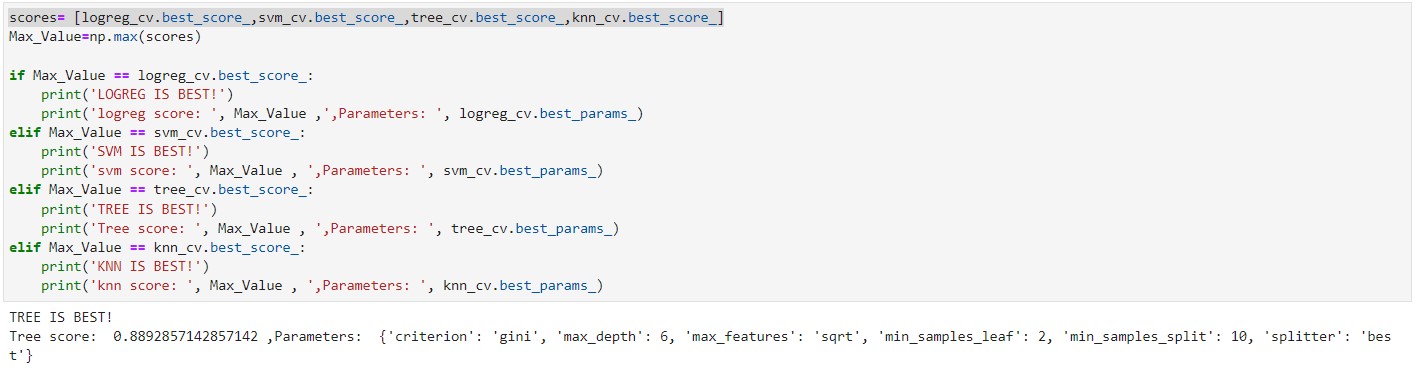 scores= [logreg_cv.best_score_,svm_cv.best_score_,tree_cv.best_score_,knn_cv.best_score_]
Max_Value=np.max(scores)

if Max_Value == logreg_cv.best_score_:
    print('LOGREG IS BEST!')
    print('logreg score: ', Max_Value ,',Parameters: ', logreg_cv.best_params_)
elif Max_Value == svm_cv.best_score_:
    print('SVM IS BEST!')
    print('svm score: ', Max_Value , ',Parameters: ', svm_cv.best_params_)
elif Max_Value == tree_cv.best_score_:
    print('TREE IS BEST!')
    print('Tree score: ', Max_Value , ',Parameters: ', tree_cv.best_params_)
elif Max_Value == knn_cv.best_score_:
    print('KNN IS BEST!')
    print('knn score: ', Max_Value , ',Parameters: ', knn_cv.best_params_)

TREE IS BEST!
Tree score:  0.8892857142857142 ,Parameters:  {'criterion': 'gini', 'max_depth': 6, 'max_features': 'sqrt', 'min_samples_leaf': 2, 'min_samples_split': 10, 'splitter': 'bes
t'}